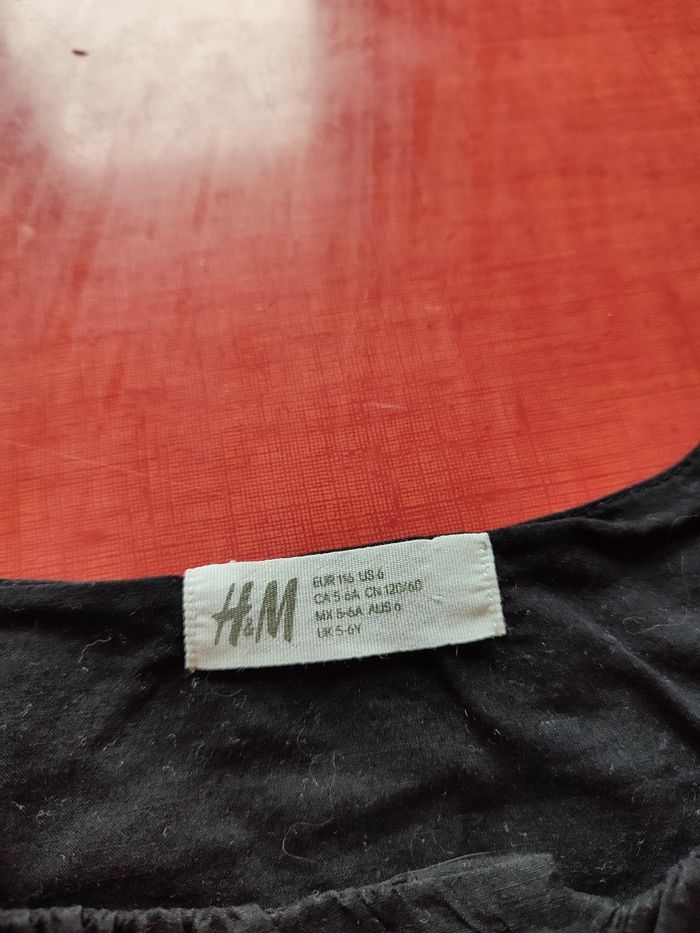 H&M
EUR 116 US 6
CA 5-6A CN 120/60
MX 5-6A AUS 6
UK 5-6Y